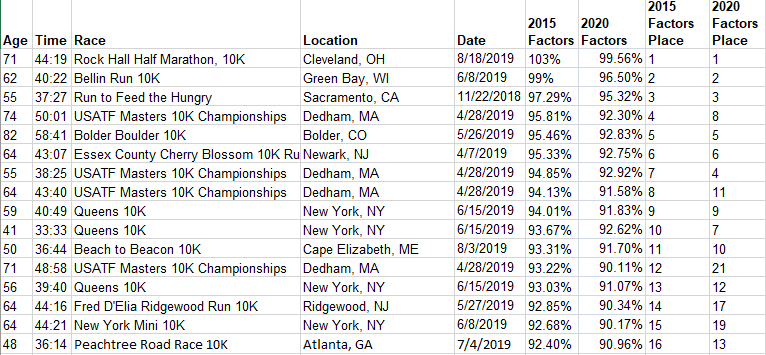 2015 2020
2015 2020 Factors Factors
Age Time Race Location Date Factors Factors Place Place
71 44:19 Rock Hall Half Marathon, 10K Cleveland, OH 8/18/2019 103% 99.56% 1 1
62 40:22 Bellin Run 10K Green Bay, WI 6/8/2019 99% 96.50% 2 2
55 37:27 Run to Feed the Hungry Sacramento, CA 11/22/2018 97.29% 95.32% 3 3
74 50:01 USATF Masters 10K Championships Dedham, MA 4/28/2019 95.81% 92.30% 4 8
82 58:41 Bolder Boulder 10K Bolder, CO 5/26/2019 95.46% 92.83% 5 5
64 43:07 Essex County Cherry Blossom 10K Ru Newark, NJ 4/7/2019 95.33% 92.75% 6 6
55 38:25 USATF Masters 10K Championships Dedham, MA 4/28/2019 94.85% 92.92% 7 4
64 43:40 USATF Masters 10K Championships Dedham, MA 4/28/2019 94.13% 91.58% 8 11
59 40:49 Queens 10K New York, NY 6/15/2019 94.01% 91.83% 9 9
41 33:33 Queens 10K New York, NY 6/15/2019 93.67% 92.62% 10 7
50 36:44 Beach to Beacon 10K Cape Elizabeth, ME 8/3/2019 93.31% 91.70% 11 10
71 48:58 USATF Masters 10K Championships Dedham, MA 4/28/2019 93.22% 90.11% 12 21
56 39:40 Queens 10K New York, NY 6/15/2019 93.03% 91.07% 13 12
64 44:16 Fred D'Elia Ridgewood Run 10K Ridgewood, NJ 5/27/2019 92.85% 90.34% 14 17
64 44:21 New York Mini 10K New York, NY 6/8/2019 92.68% 90.17% 15 19
48 36:14 Peachtree Road Race 10K Atlanta, GA 7/4/2019 92.40% 90.96% 16 13